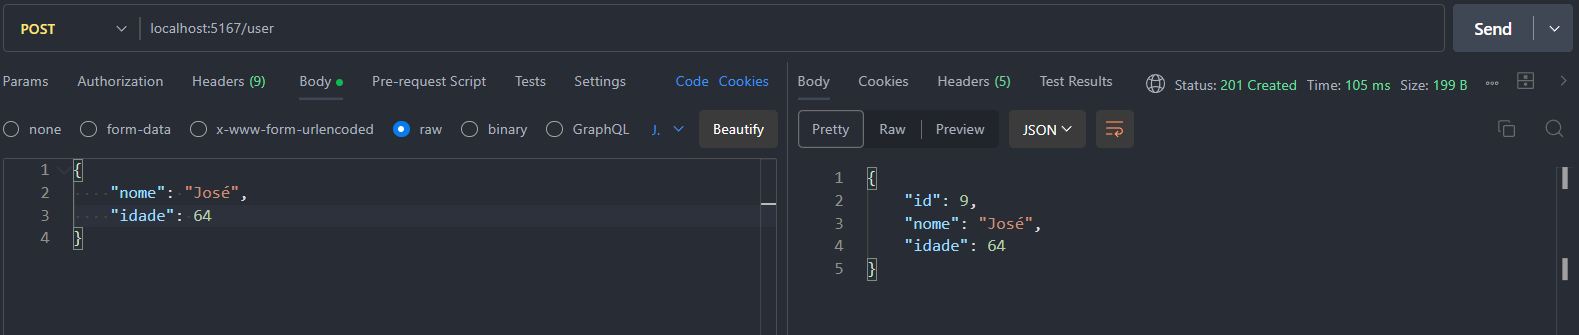 POST localhost:5167/user Send
Params Authorization Headers (9) Body Pre-request Script Tests Settings Code Cookies
none form-data x-www-form-urlencoded raw binary GraphQL J. Beautify
1 {
2 "nome": "José",
3 "idade": 64
4 }
Body Cookies Headers (5) Test Results Status: 201 Created Time: 105 ms Size: 199 B
Pretty Raw Preview JSON
1 {
2 "id": 9,
3 "nome": "José",
4 "idade": 64
5 }